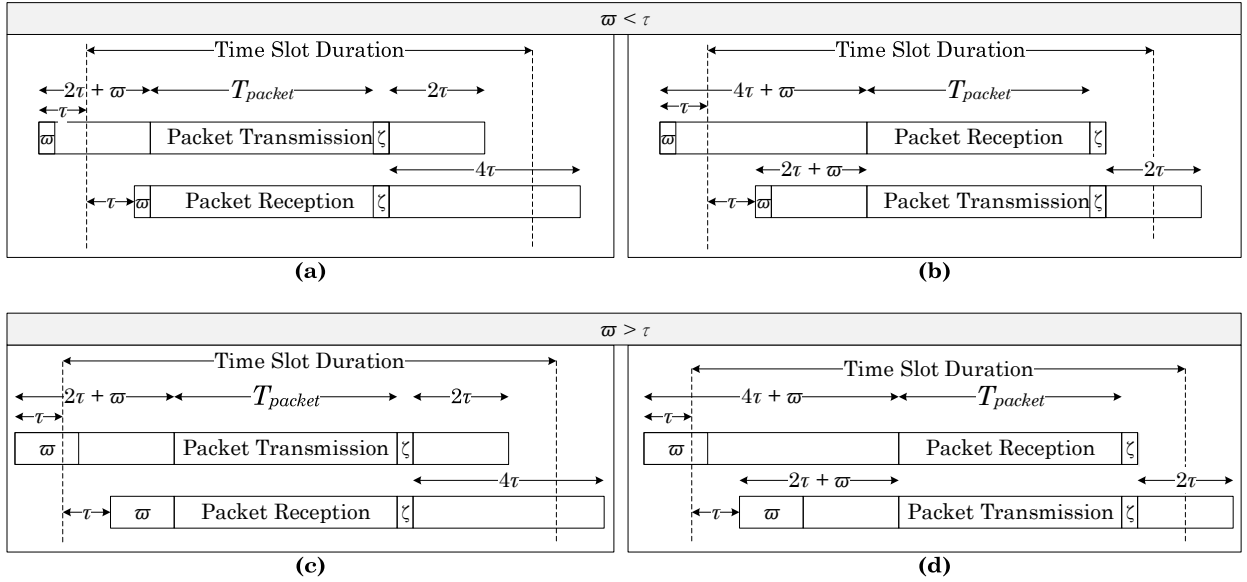 ϖ < τ
Time Slot Duration
2τ + ϖ
T_packet
2τ
τ
ϖ
Packet Transmission
ζ
4τ
τ
ϖ
Packet Reception
ζ
(a)
Time Slot Duration
4τ + ϖ
T_packet
τ
ϖ
Packet Reception
ζ
2τ + ϖ
2τ
τ
ϖ
Packet Transmission
ζ
(b)
ϖ > τ
Time Slot Duration
2τ + ϖ
T_packet
2τ
τ
ϖ
Packet Transmission
ζ
4τ
τ
ϖ
Packet Reception
ζ
(c)
Time Slot Duration
4τ + ϖ
T_packet
τ
ϖ
Packet Reception
ζ
2τ + ϖ
2τ
τ
ϖ
Packet Transmission
ζ
(d)